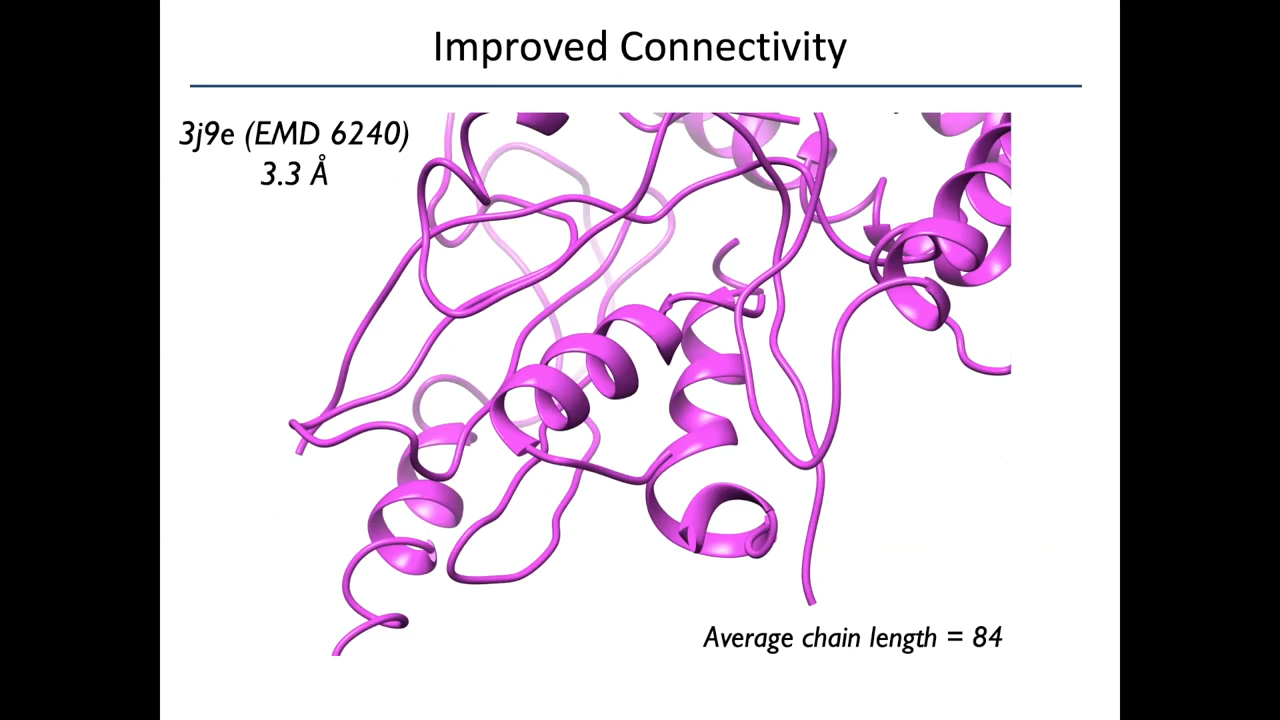 Improved Connectivity
3j9e (EMD 6240)
3.3 Å
Average chain length = 84